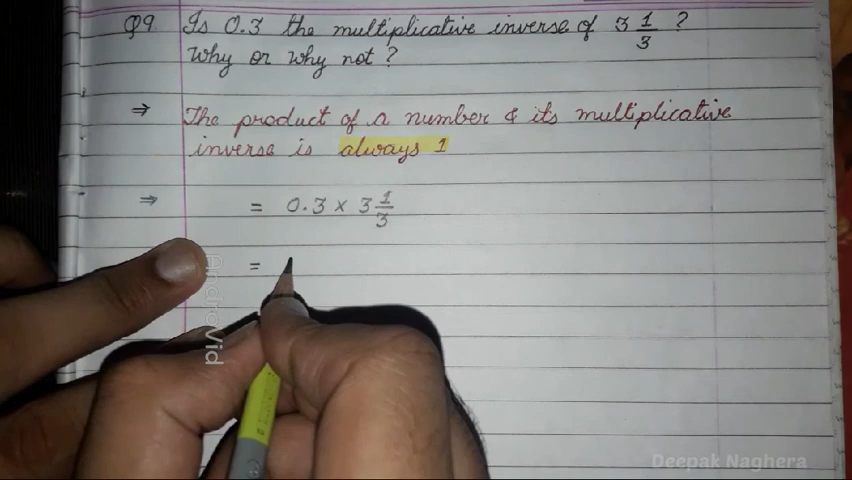 Q9. Is 0.3 the multiplicative inverse of 3 1/3 ?
Why or why not ?
⇒ The product of a number & its multiplicative
inverse is always 1
⇒ = 0.3 × 3 1/3
=
AndroVid
Deepak Naghera